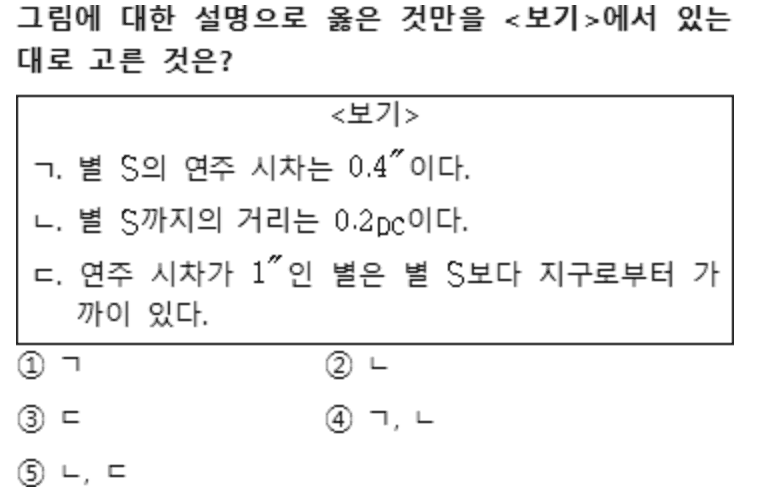 그림에 대한 설명으로 옳은 것만을 <보기>에서 있는
대로 고른 것은?
<보기>
ㄱ. 별 S의 연주 시차는 0.4″이다.
ㄴ. 별 S까지의 거리는 0.2pc이다.
ㄷ. 연주 시차가 1″인 별은 별 S보다 지구로부터 가
까이 있다.
① ㄱ ② ㄴ
③ ㄷ ④ ㄱ, ㄴ
⑤ ㄴ, ㄷ